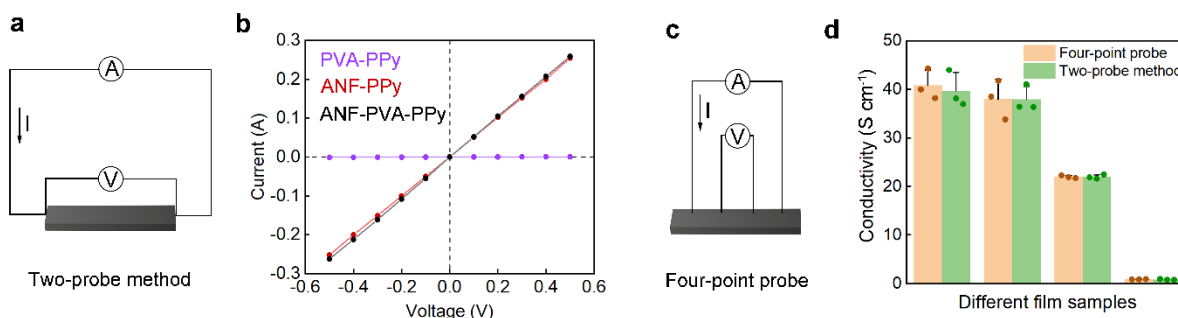 a
A
I
V
Two-probe method
b
PVA-PPy
ANF-PPy
ANF-PVA-PPy
Current (A)
0.3
0.2
0.1
0.0
-0.1
-0.2
-0.3
-0.6 -0.4 -0.2 0.0 0.2 0.4 0.6
Voltage (V)
c
A
I
V
Four-point probe
d
Four-point probe
Two-probe method
Conductivity (S cm⁻¹)
50
40
30
20
10
0
Different film samples